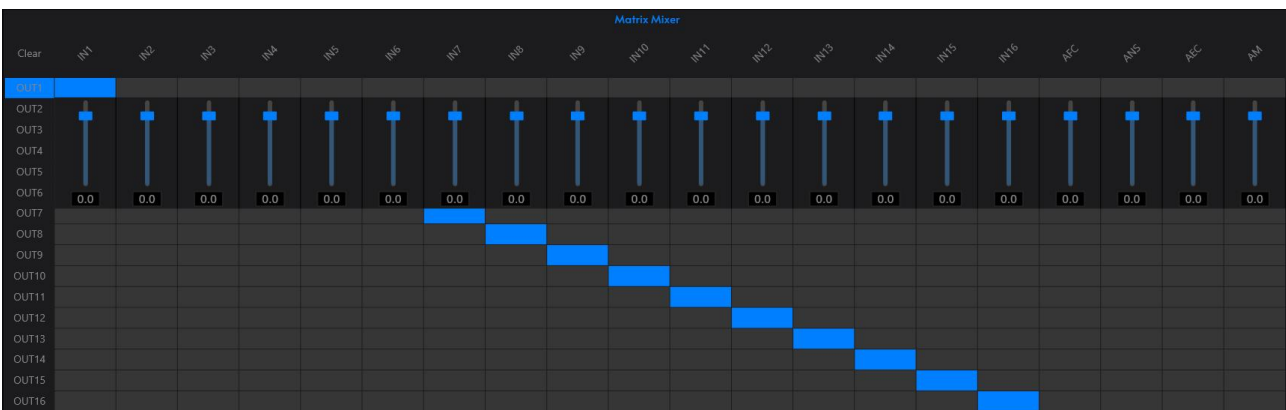 Matrix Mixer
Clear IN1 IN2 IN3 IN4 IN5 IN6 IN7 IN8 IN9 IN10 IN11 IN12 IN13 IN14 IN15 IN16 AFC ANS AEC AM
OUT1
OUT2
OUT3
OUT4
OUT5
OUT6
0.0 0.0 0.0 0.0 0.0 0.0 0.0 0.0 0.0 0.0 0.0 0.0 0.0 0.0 0.0 0.0 0.0 0.0 0.0 0.0
OUT7
OUT8
OUT9
OUT10
OUT11
OUT12
OUT13
OUT14
OUT15
OUT16